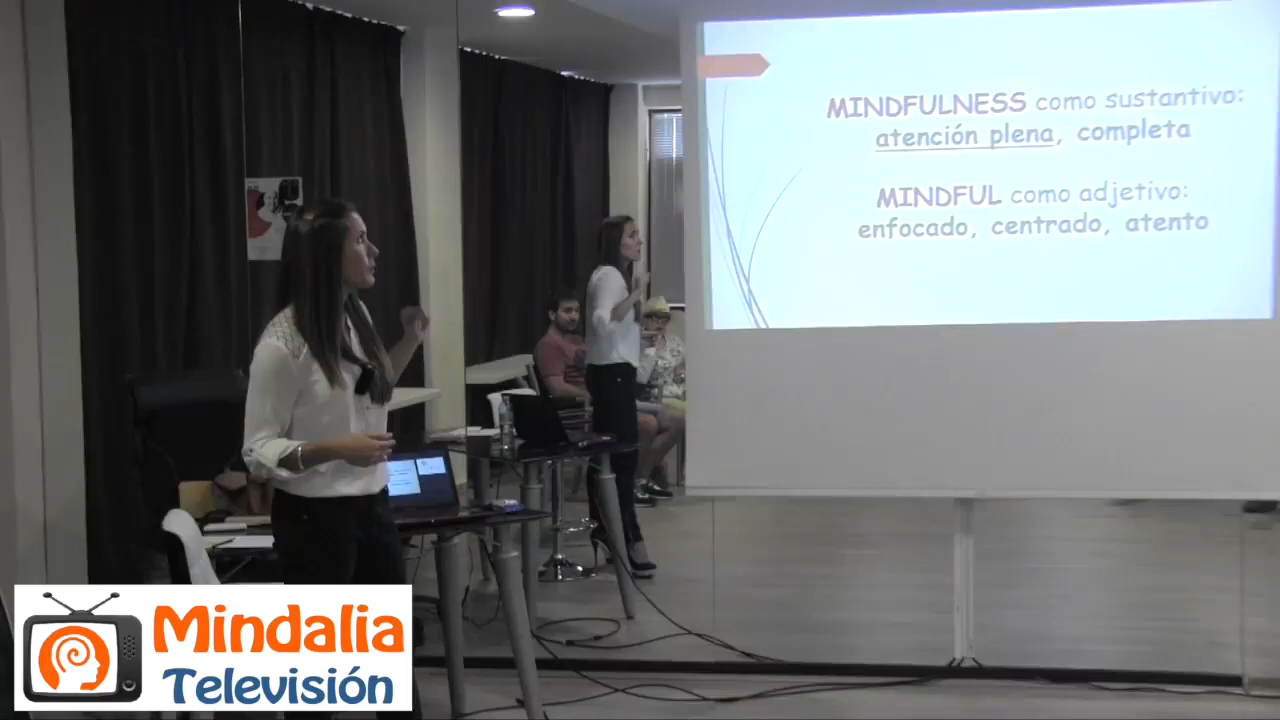 MINDFULNESS como sustantivo:
atención plena, completa
MINDFUL como adjetivo:
enfocado, centrado, atento
Mindalia
Televisión